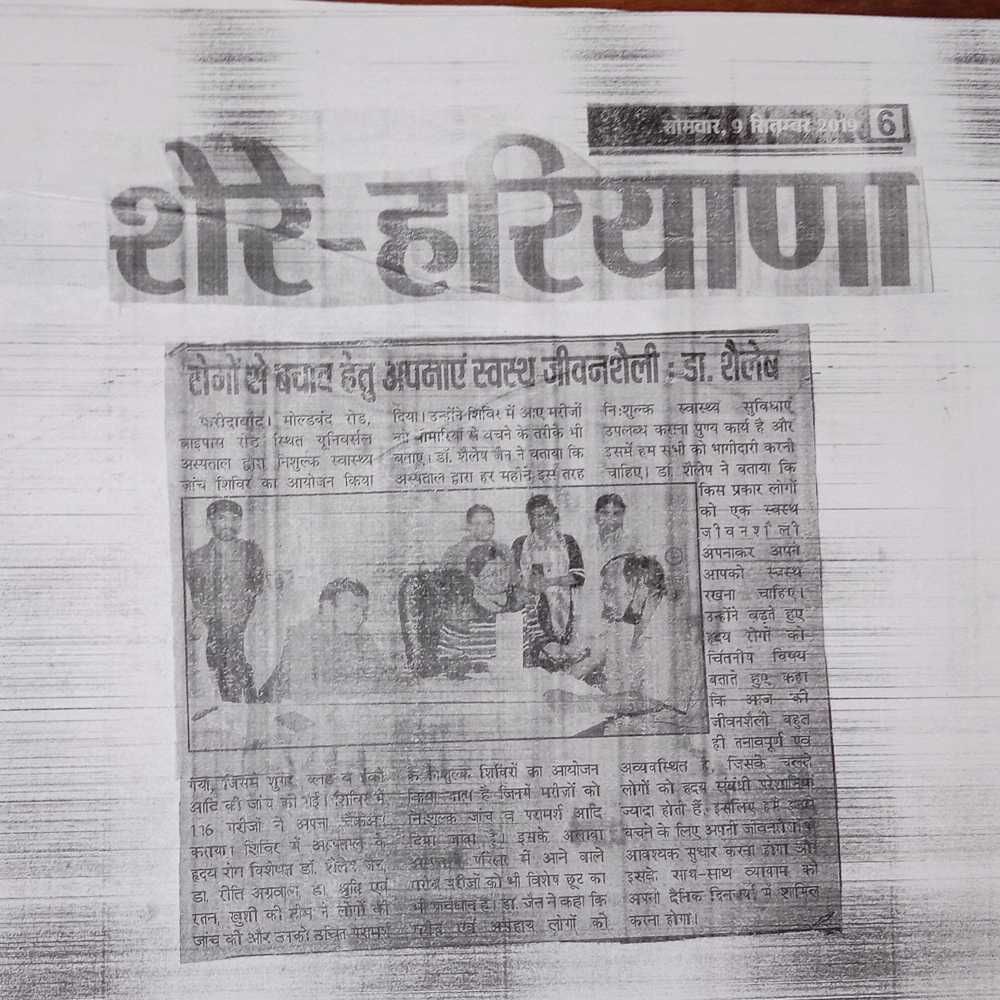 सोमवार, 9 सितम्बर 2019 6
शेरे-हरियाणा
रोगों से बचाव हेतु अपनाएं स्वस्थ जीवनशैली : डा. शैलेष
फरीदाबाद। मोल्डबंद रोड,
बाइपास रोड स्थित यूनिवर्सल
अस्पताल द्वारा निशुल्क स्वास्थ्य
जांच शिविर का आयोजन किया
गया, जिसमें शुगर, ब्लड व ईको
आदि की जांच की गई। शिविर में
116 मरीजों ने अपना चैकअप
कराया। शिविर में अस्पताल के
हृदय रोग विशेषज्ञ डॉ. शैलेष जैन,
डा. रीति अग्रवाल, डा. श्रुति एवं
रतन, खुशी की टीम ने लोगों की
जांच की और उनको उचित परामर्श
दिया। उन्होंने शिविर में आए मरीजों
को बीमारियों से बचने के तरीके भी
बताए। डॉ. शैलेष जैन ने बताया कि
अस्पताल द्वारा हर महीने इस तरह
के निशुल्क शिविरों का आयोजन
किया जाता है जिनमें मरीजों को
निःशुल्क जांच व परामर्श आदि
दिया जाता है। इसके अलावा
अस्पताल परिसर में आने वाले
गरीब मरीजों को भी विशेष छूट का
भी प्रावधान है। डा. जैन ने कहा कि
गरीब एवं असहाय लोगों को
निःशुल्क स्वास्थ्य सुविधाएं
उपलब्ध कराना पुण्य कार्य है और
इसमें हम सभी को भागीदारी करनी
चाहिए। डा. शैलेष ने बताया कि
किस प्रकार लोगों
को एक स्वस्थ
जीवनशैली
अपनाकर अपने
आपको स्वस्थ
रखना चाहिए।
उन्होंने बढ़ते हुए
हृदय रोगों को
चिंतनीय विषय
बताते हुए कहा
कि आज की
जीवनशैली बहुत
ही तनावपूर्ण एवं
अव्यवस्थित है, जिसके चलते
लोगों को हृदय संबंधी परेशानियां
ज्यादा होती हैं, इसलिए हमें इनसे
बचने के लिए अपनी जीवनशैली में
आवश्यक सुधार करना होगा और
इसके साथ-साथ व्यायाम को
अपनी दैनिक दिनचर्या में शामिल
करना होगा।